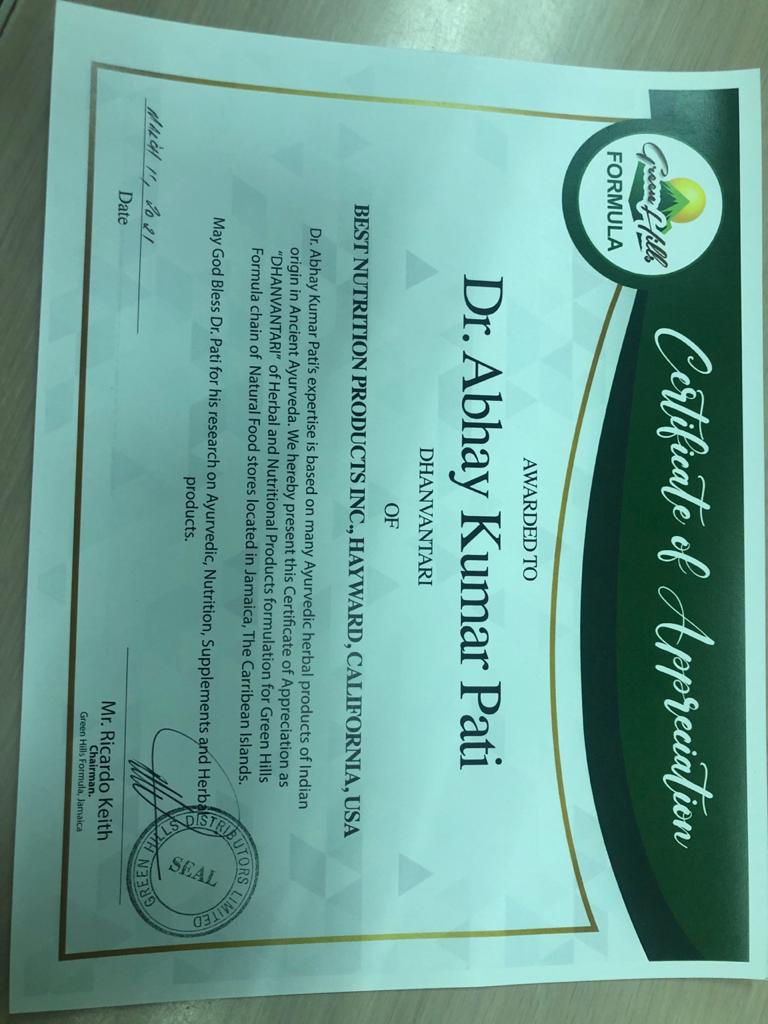 Green Hills
FORMULA
Certificate of Appreciation
AWARDED TO
Dr. Abhay Kumar Pati
DHANVANTARI
OF
BEST NUTRITION PRODUCTS INC., HAYWARD, CALIFORNIA, USA
Dr. Abhay Kumar Pati's expertise is based on many Ayurvedic herbal products of Indian
origin in Ancient Ayurveda. We hereby present this Certificate of Appreciation as
"DHANVANTARI" of Herbal and Nutritional Products formulation for Green Hills
Formula chain of Natural Food stores located in Jamaica, The Carribean Islands.
May God Bless Dr. Pati for his research on Ayurvedic, Nutrition, Supplements and Herbal
products.
March 11, 2021
Date
Mr. Ricardo Keith
Chairman.
Green Hills Formula, Jamaica
GREEN HILLS DISTRIBUTORS LIMITED
SEAL